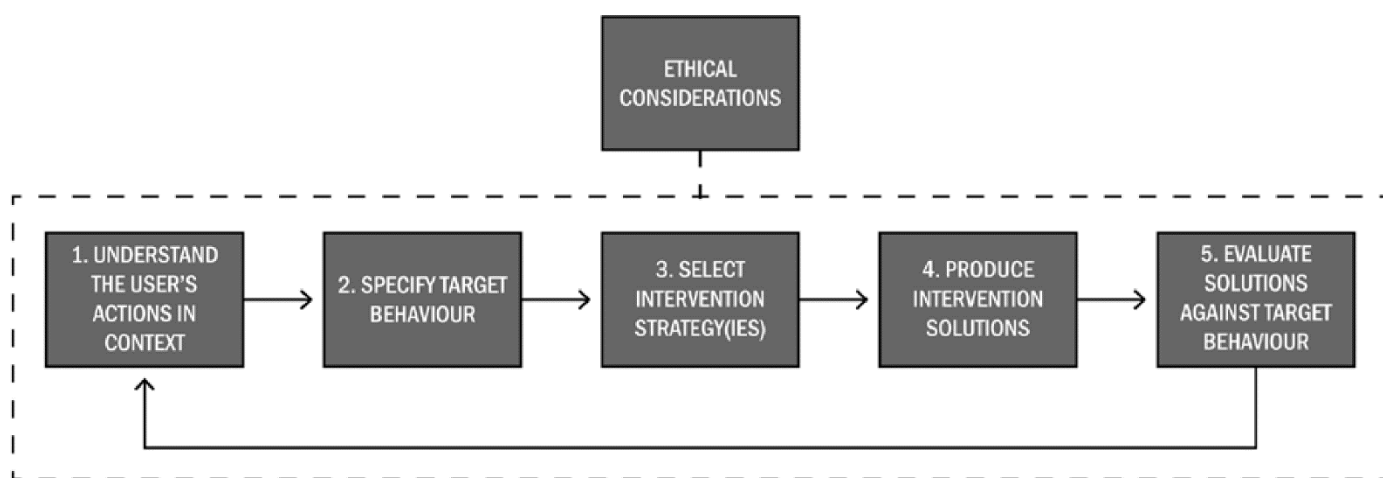 ETHICAL
CONSIDERATIONS
1. UNDERSTAND
THE USER'S
ACTIONS IN
CONTEXT
2. SPECIFY TARGET
BEHAVIOUR
3. SELECT
INTERVENTION
STRATEGY(IES)
4. PRODUCE
INTERVENTION
SOLUTIONS
5. EVALUATE
SOLUTIONS
AGAINST TARGET
BEHAVIOUR